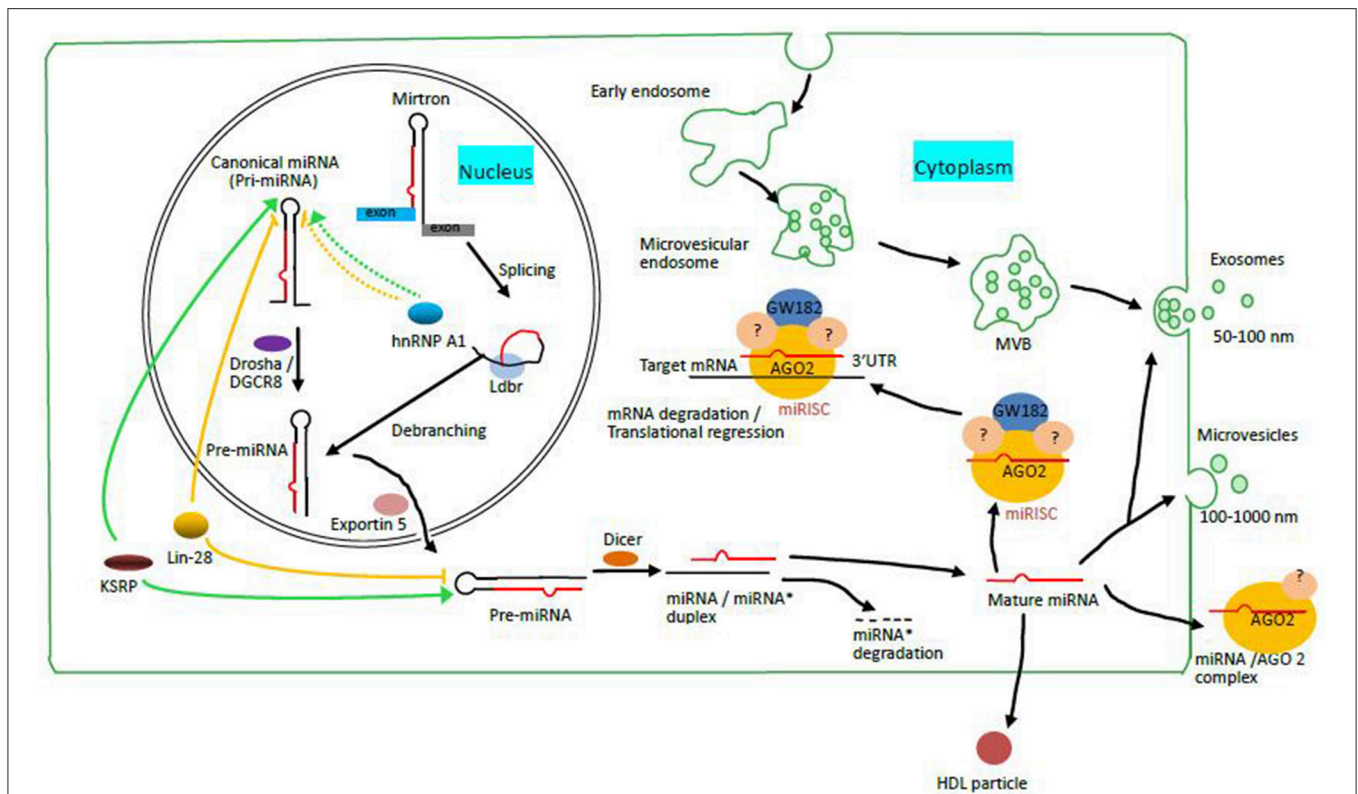 Mirtron
Canonical miRNA
(Pri-miRNA)
Nucleus
exon
exon
Splicing
hnRNP A1
Ldbr
Drosha /
DGCR8
Debranching
Pre-miRNA
Exportin 5
Lin-28
KSRP
Early endosome
Cytoplasm
Microvesicular
endosome
MVB
Exosomes
50-100 nm
GW182
?
?
Target mRNA
AGO2
3'UTR
miRISC
mRNA degradation /
Translational regression
GW182
?
?
AGO2
miRISC
Microvesicles
100-1000 nm
Dicer
Pre-miRNA
miRNA / miRNA*
duplex
miRNA*
degradation
Mature miRNA
?
AGO2
miRNA /AGO 2
complex
HDL particle